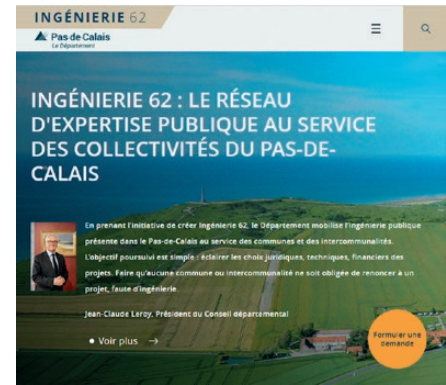 INGÉNIERIE 62
Pas de Calais
Le Département
INGÉNIERIE 62 : LE RÉSEAU
D'EXPERTISE PUBLIQUE AU SERVICE
DES COLLECTIVITÉS DU PAS-DE-
CALAIS
En prenant l'initiative de créer Ingénierie 62, le Département mobilise l'ingénierie publique
présente dans le Pas-de-Calais au service des communes et des intercommunalités.
L'objectif poursuivi est simple : éclairer les choix juridiques, techniques, financiers des
projets. Faire qu'aucune commune ou intercommunalité ne soit obligée de renoncer à un
projet, faute d'ingénierie.
Jean-Claude Leroy, Président du Conseil départemental
Voir plus →
Formuler une
demande